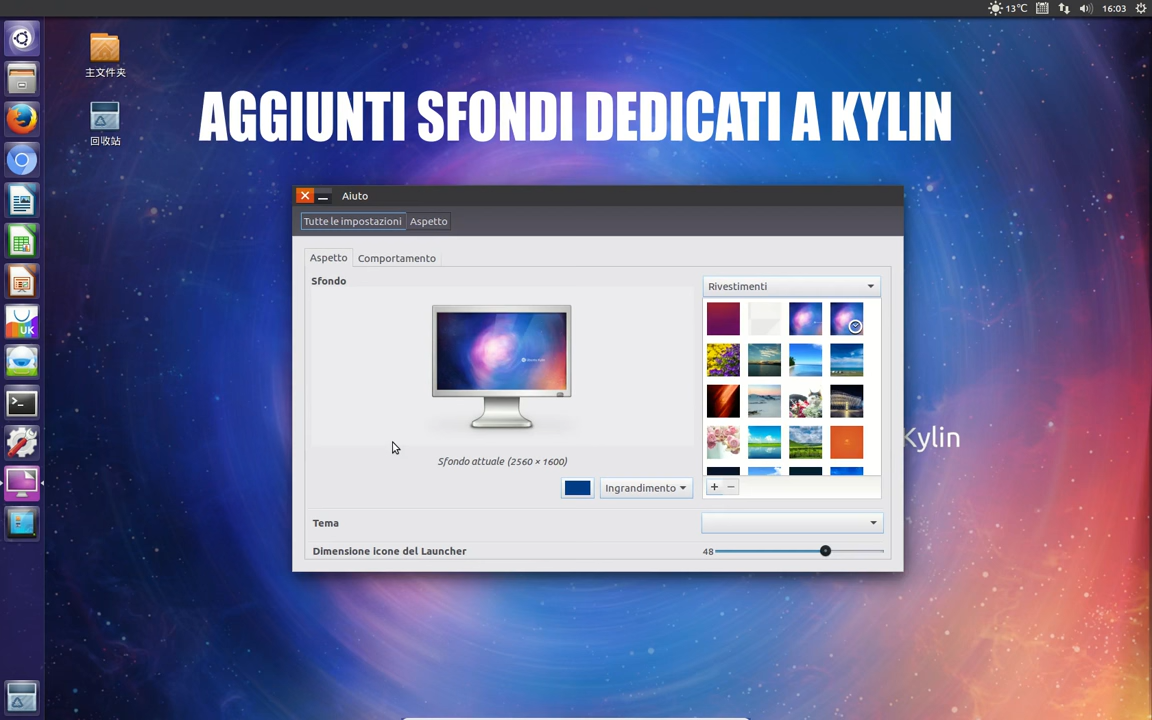 13°C
16:03
主文件夹
回收站
AGGIUNTI SFONDI DEDICATI A KYLIN
Aiuto
Tutte le impostazioni
Aspetto
Aspetto
Comportamento
Sfondo
Rivestimenti
Sfondo attuale (2560 × 1600)
Ingrandimento
+
−
Tema
Dimensione icone del Launcher
48
Kylin
UK